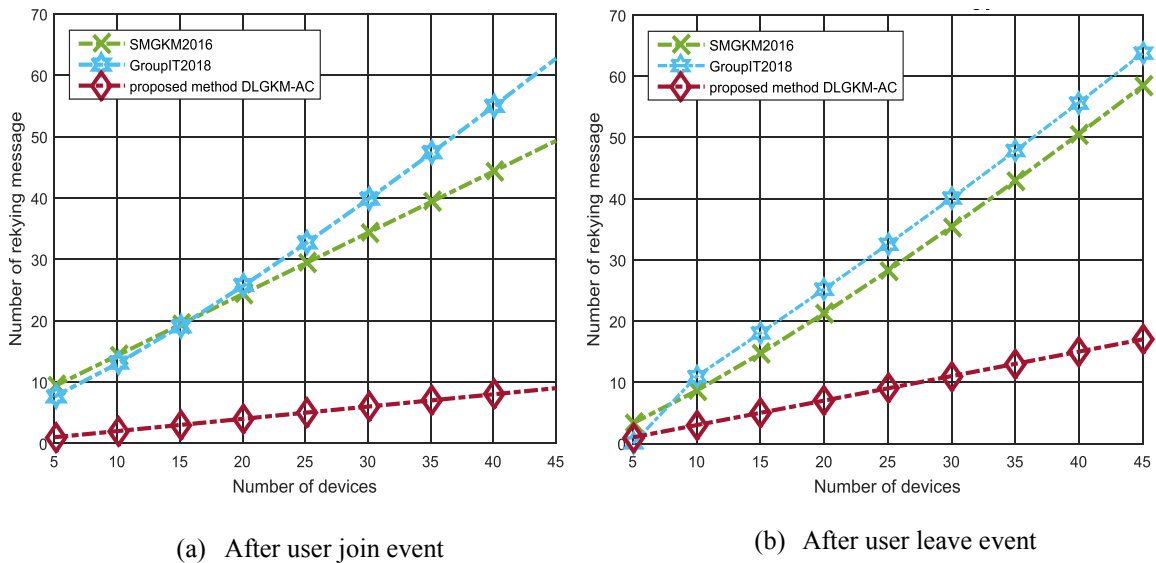 70
60
50
40
30
20
10
0
Number of rekying message
SMGKM2016
GroupIT2018
proposed method DLGKM-AC
5 10 15 20 25 30 35 40 45
Number of devices
(a) After user join event
70
60
50
40
30
20
10
0
Number of rekying message
SMGKM2016
GroupIT2018
proposed method DLGKM-AC
5 10 15 20 25 30 35 40 45
Number of devices
(b) After user leave event